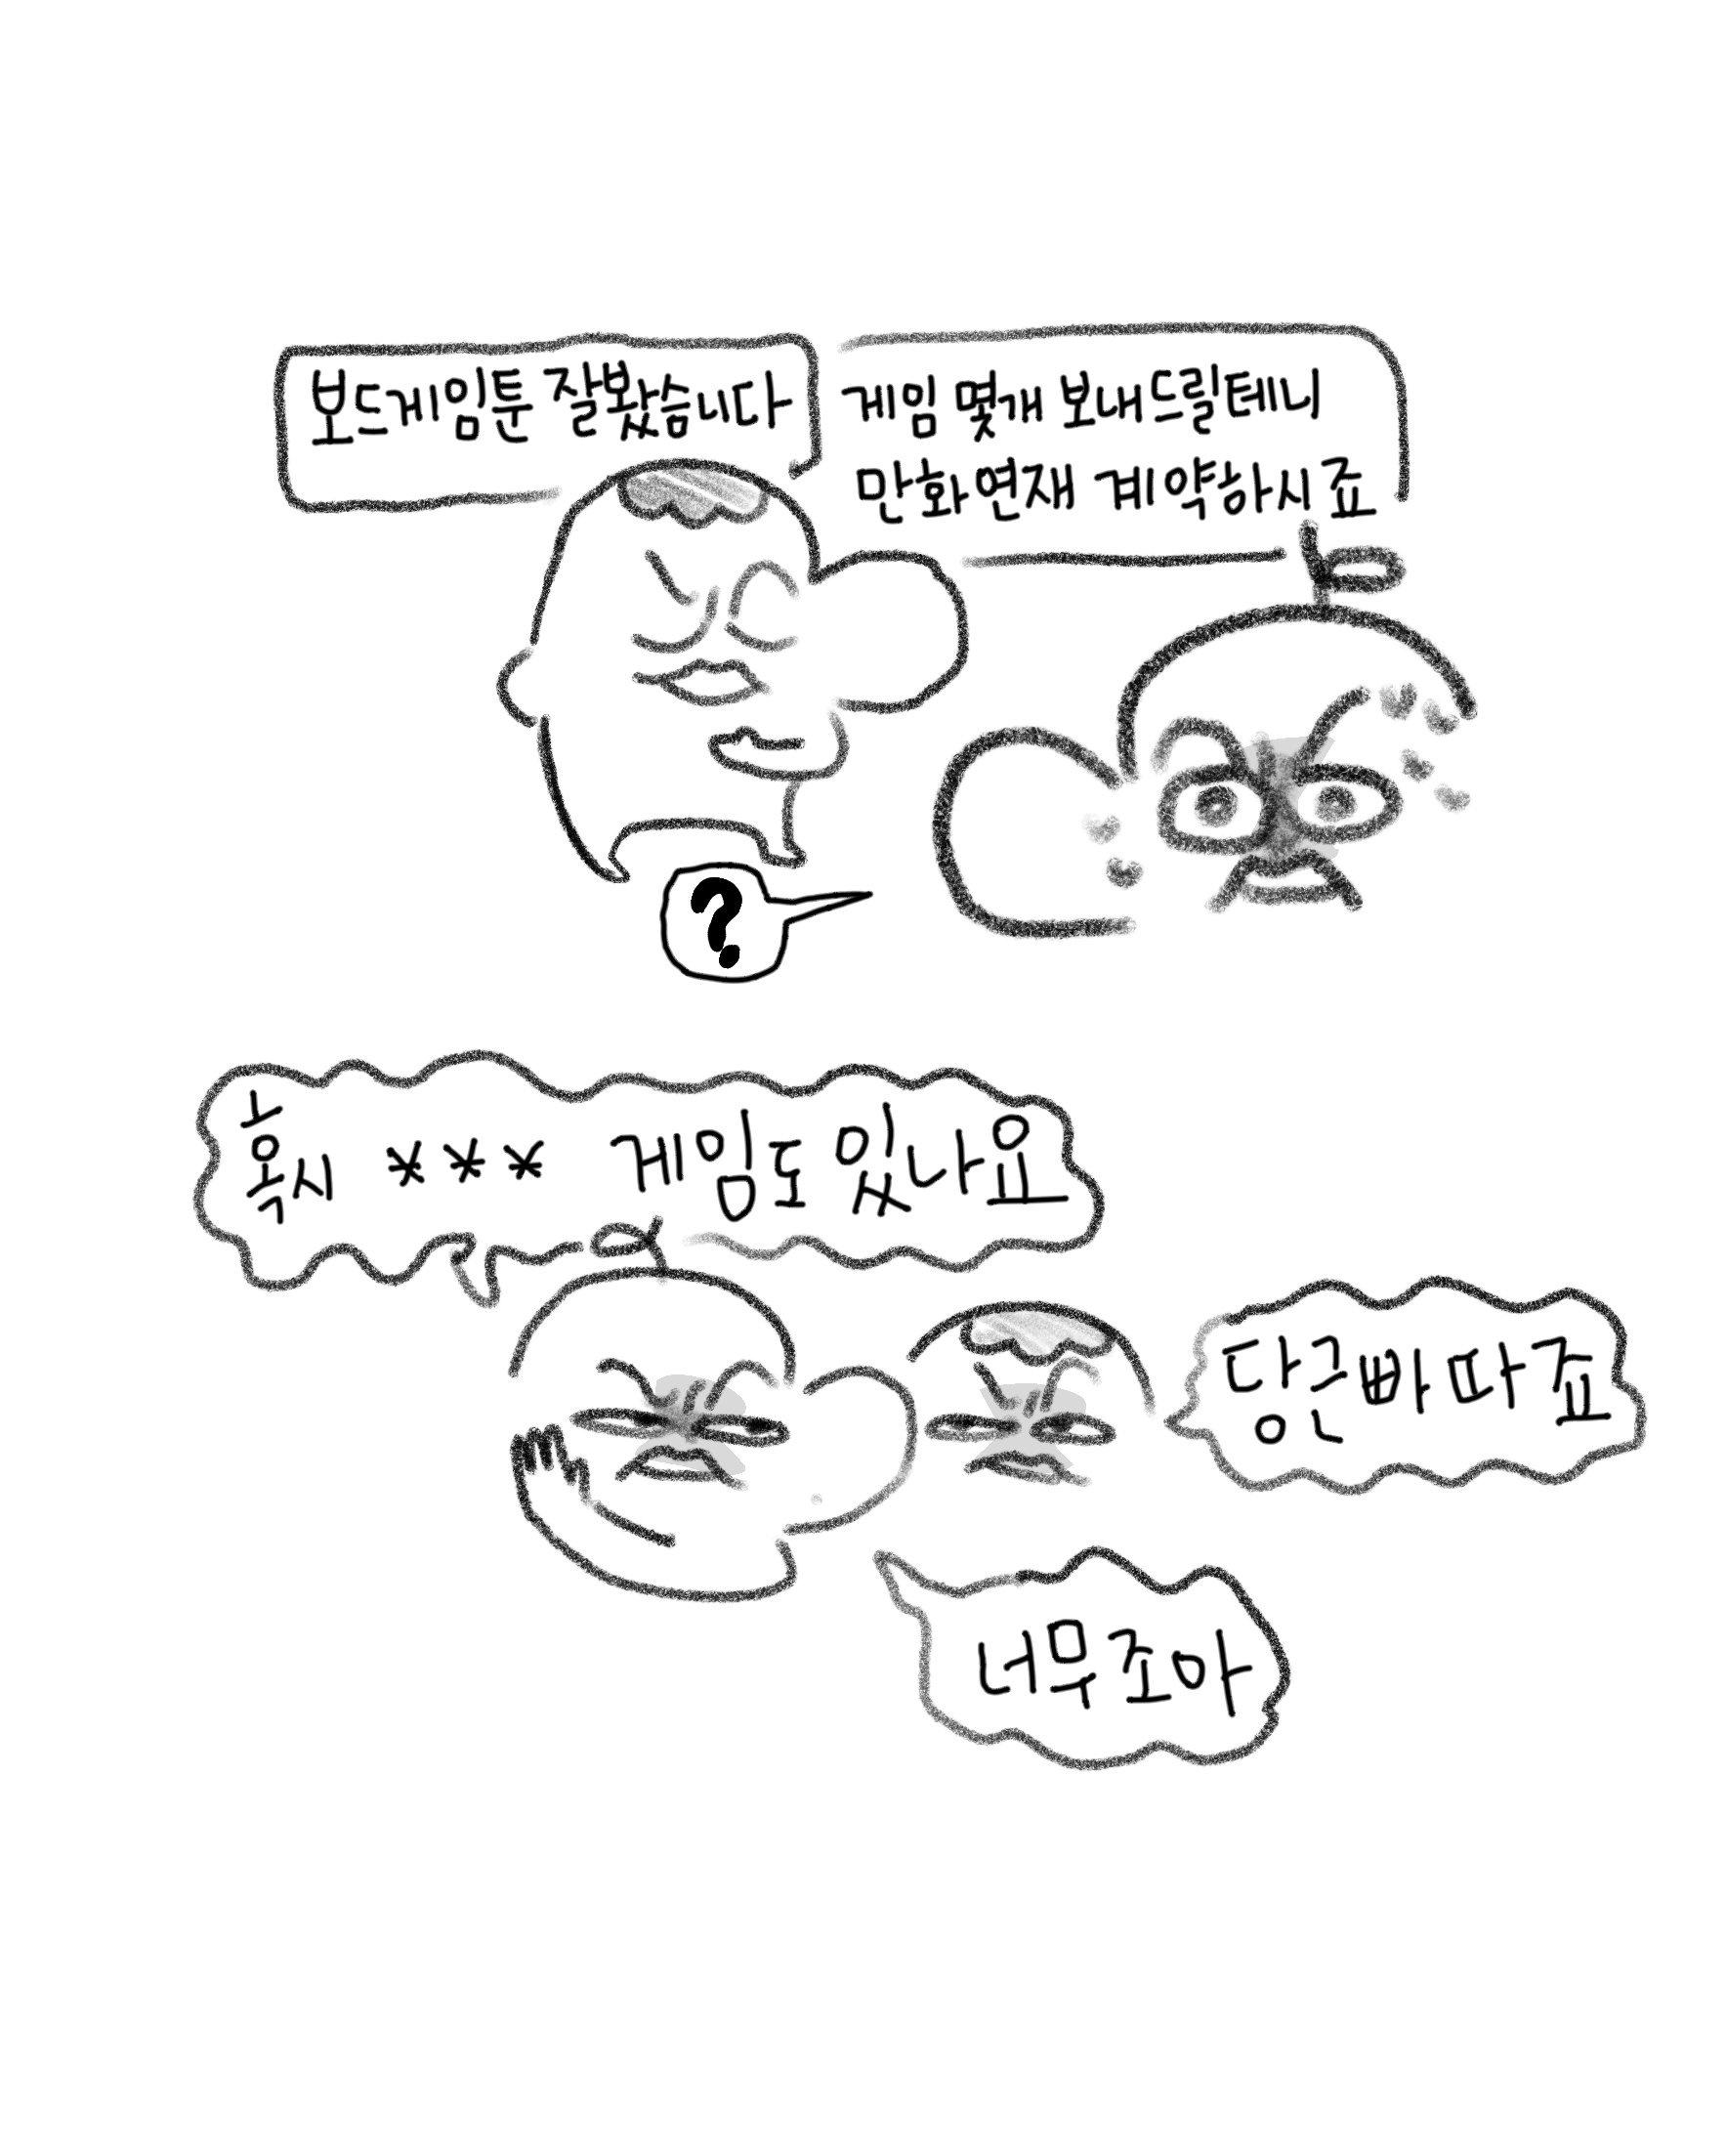 보드게임툰 잘봤습니다
게임 몇개 보내드릴테니
만화연재 계약하시죠
?
혹시 *** 게임도 있나요
당근빠따죠
너무조아